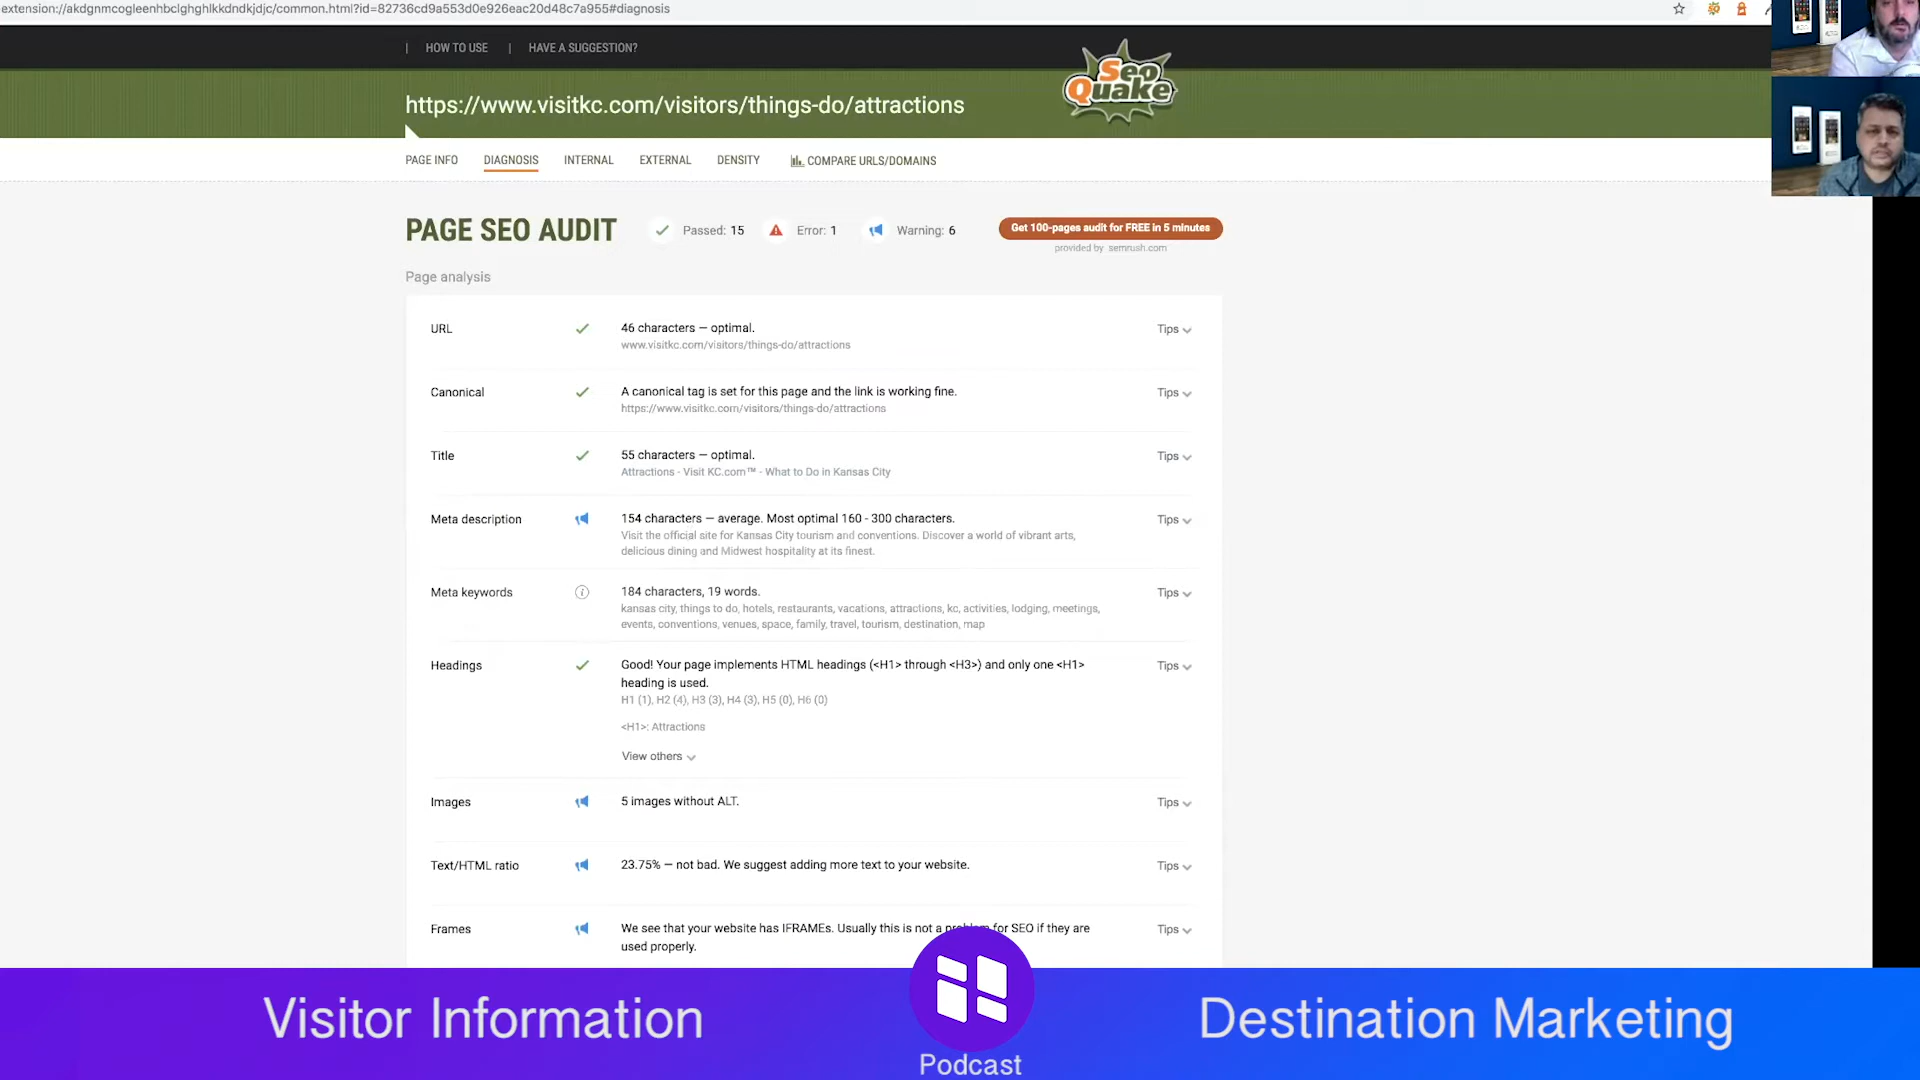 extension://akdgnmcogleenhbclghghlkkdndkjdjc/common.html?id=82736cd9a553d0e926eac20d48c7a955#diagnosis
| HOW TO USE | HAVE A SUGGESTION?
Seo
Quake
https://www.visitkc.com/visitors/things-do/attractions
PAGE INFO DIAGNOSIS INTERNAL EXTERNAL DENSITY COMPARE URLS/DOMAINS
PAGE SEO AUDIT Passed: 15 Error: 1 Warning: 6 Get 100-pages audit for FREE in 5 minutes
provided by semrush.com
Page analysis
URL 46 characters — optimal. Tips
www.visitkc.com/visitors/things-do/attractions
Canonical A canonical tag is set for this page and the link is working fine. Tips
https://www.visitkc.com/visitors/things-do/attractions
Title 55 characters — optimal. Tips
Attractions - Visit KC.com™ - What to Do in Kansas City
Meta description 154 characters — average. Most optimal 160 - 300 characters. Tips
Visit the official site for Kansas City tourism and conventions. Discover a world of vibrant arts,
delicious dining and Midwest hospitality at its finest.
Meta keywords 184 characters, 19 words. Tips
kansas city, things to do, hotels, restaurants, vacations, attractions, kc, activities, lodging, meetings,
events, conventions, venues, space, family, travel, tourism, destination, map
Headings Good! Your page implements HTML headings (<H1> through <H3>) and only one <H1> Tips
heading is used.
H1 (1), H2 (4), H3 (3), H4 (3), H5 (0), H6 (0)
<H1>: Attractions
View others
Images 5 images without ALT. Tips
Text/HTML ratio 23.75% — not bad. We suggest adding more text to your website. Tips
Frames We see that your website has IFRAMEs. Usually this is not a problem for SEO if they are Tips
used properly.
Visitor Information Destination Marketing
Podcast